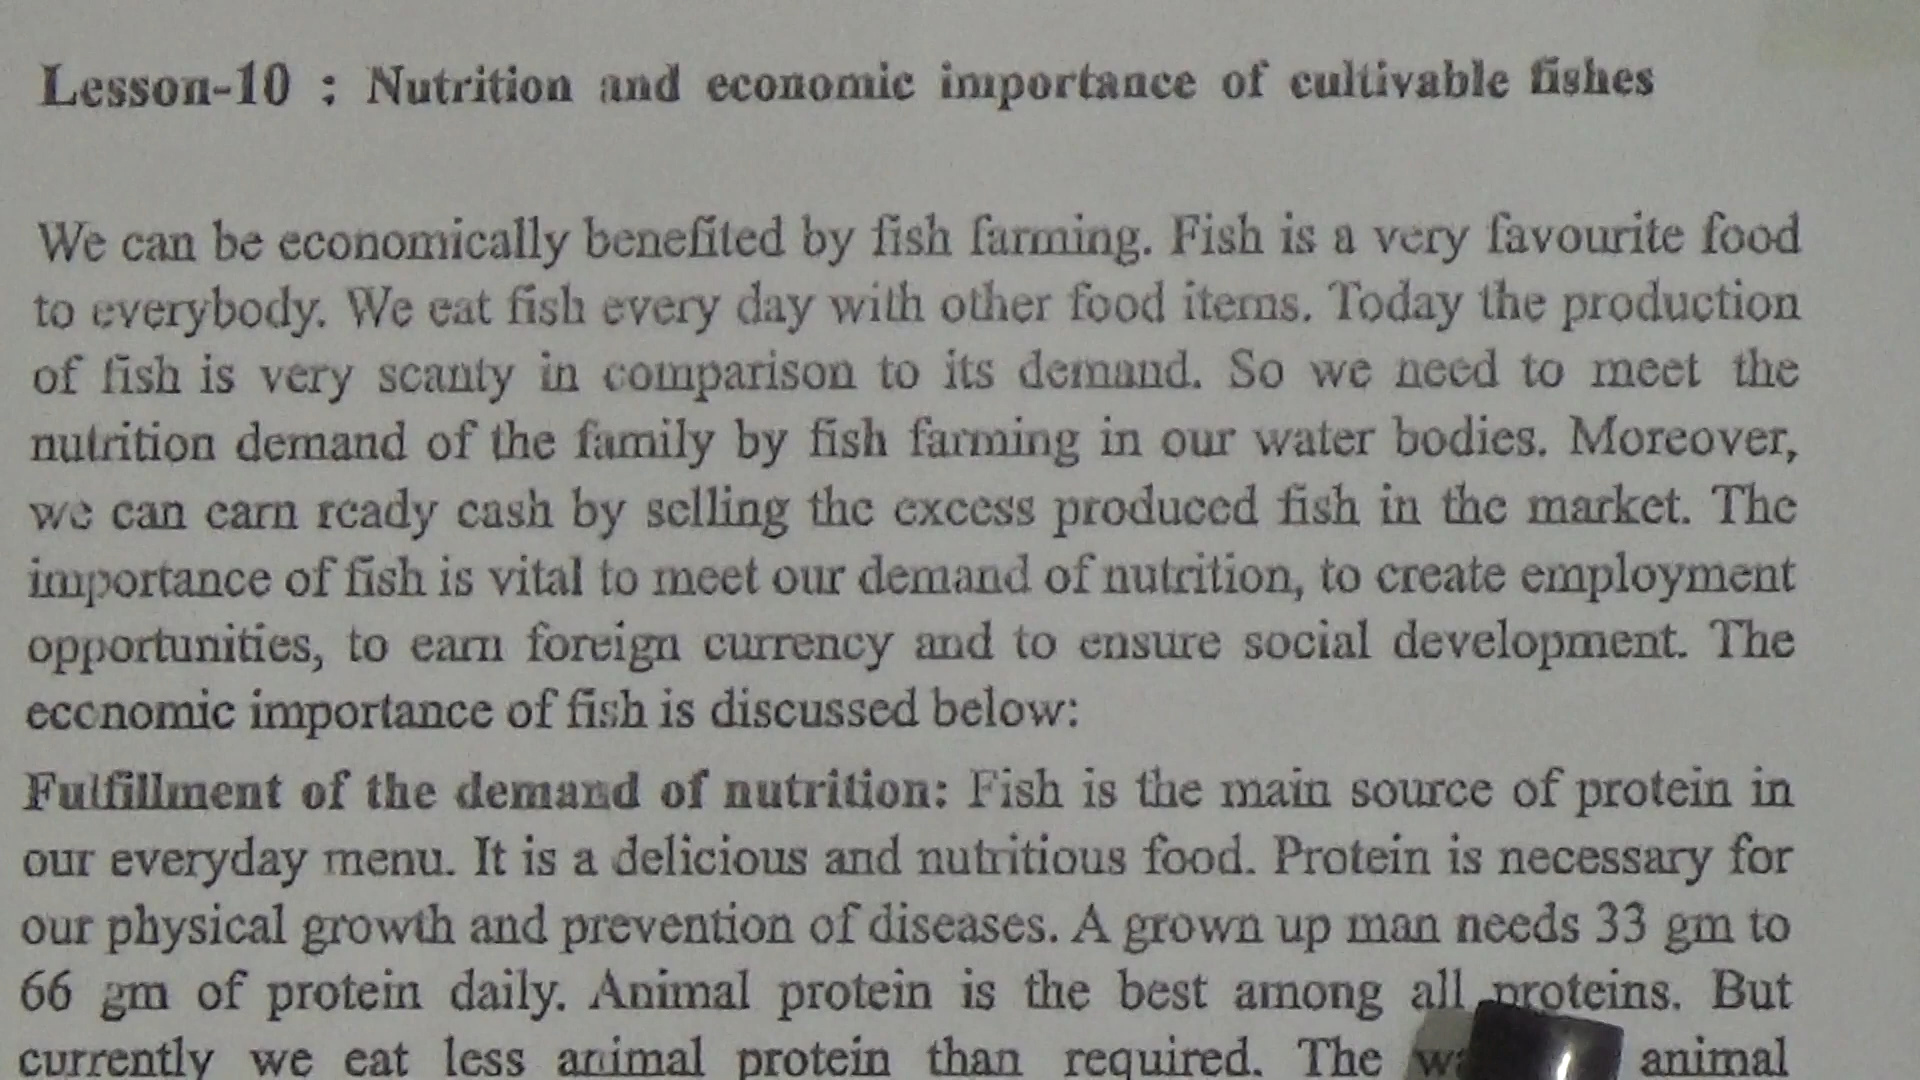 Lesson-10 : Nutrition and economic importance of cultivable fishes
We can be economically benefited by fish farming. Fish is a very favourite food
to everybody. We eat fish every day with other food items. Today the production
of fish is very scanty in comparison to its demand. So we need to meet the
nutrition demand of the family by fish farming in our water bodies. Moreover,
we can earn ready cash by selling the excess produced fish in the market. The
importance of fish is vital to meet our demand of nutrition, to create employment
opportunities, to earn foreign currency and to ensure social development. The
economic importance of fish is discussed below:
Fulfillment of the demand of nutrition: Fish is the main source of protein in
our everyday menu. It is a delicious and nutritious food. Protein is necessary for
our physical growth and prevention of diseases. A grown up man needs 33 gm to
66 gm of protein daily. Animal protein is the best among all proteins. But
currently we eat less animal protein than required. The animal